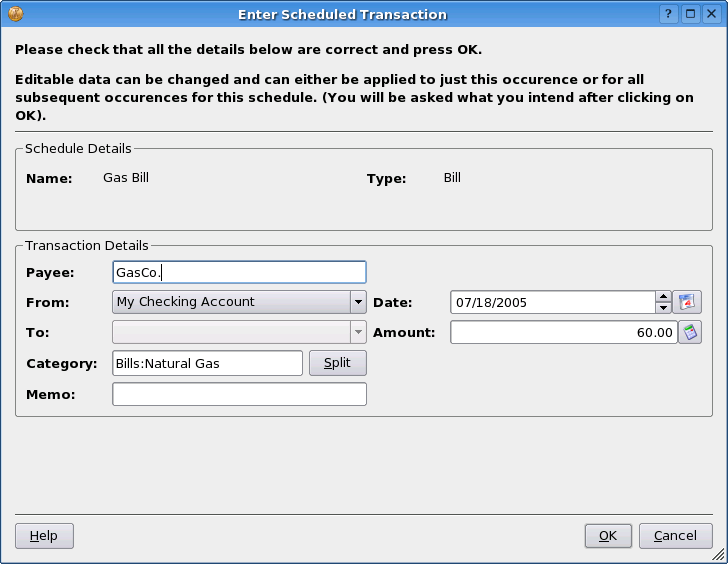 Enter Scheduled Transaction
?
Please check that all the details below are correct and press OK.
Editable data can be changed and can either be applied to just this occurence or for all
subsequent occurences for this schedule. (You will be asked what you intend after clicking on
OK).
Schedule Details
Name: Gas Bill Type: Bill
Transaction Details
Payee: GasCo.
From: My Checking Account Date: 07/18/2005
To: Amount: 60.00
Category: Bills:Natural Gas Split
Memo:
Help OK Cancel